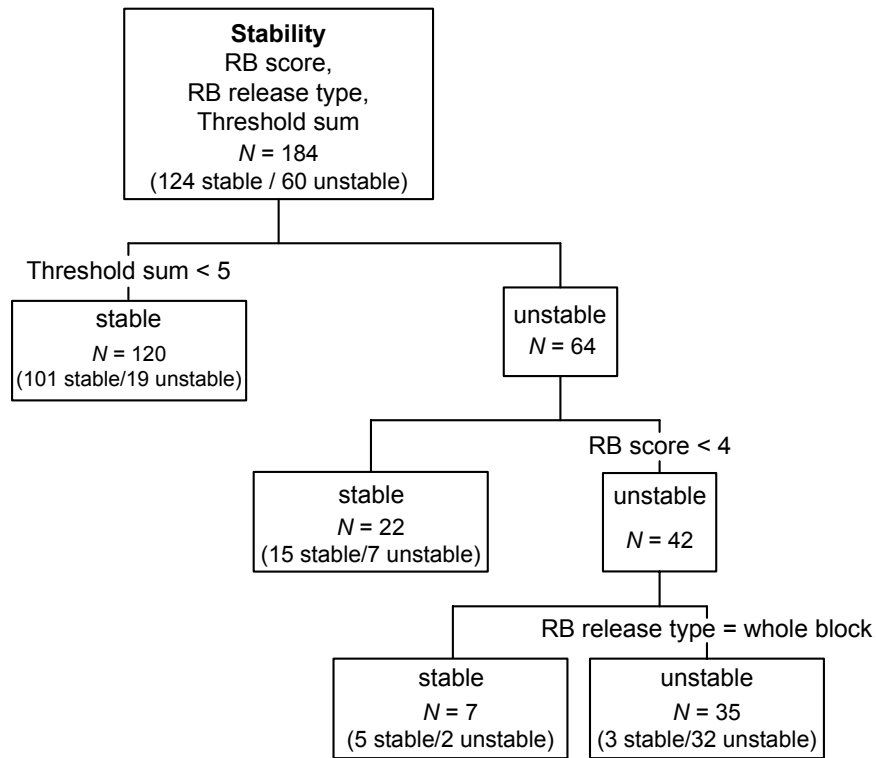 Stability
RB score,
RB release type,
Threshold sum
N = 184
(124 stable / 60 unstable)
Threshold sum < 5
stable
N = 120
(101 stable/19 unstable)
unstable
N = 64
RB score < 4
stable
N = 22
(15 stable/7 unstable)
unstable
N = 42
RB release type = whole block
stable
N = 7
(5 stable/2 unstable)
unstable
N = 35
(3 stable/32 unstable)